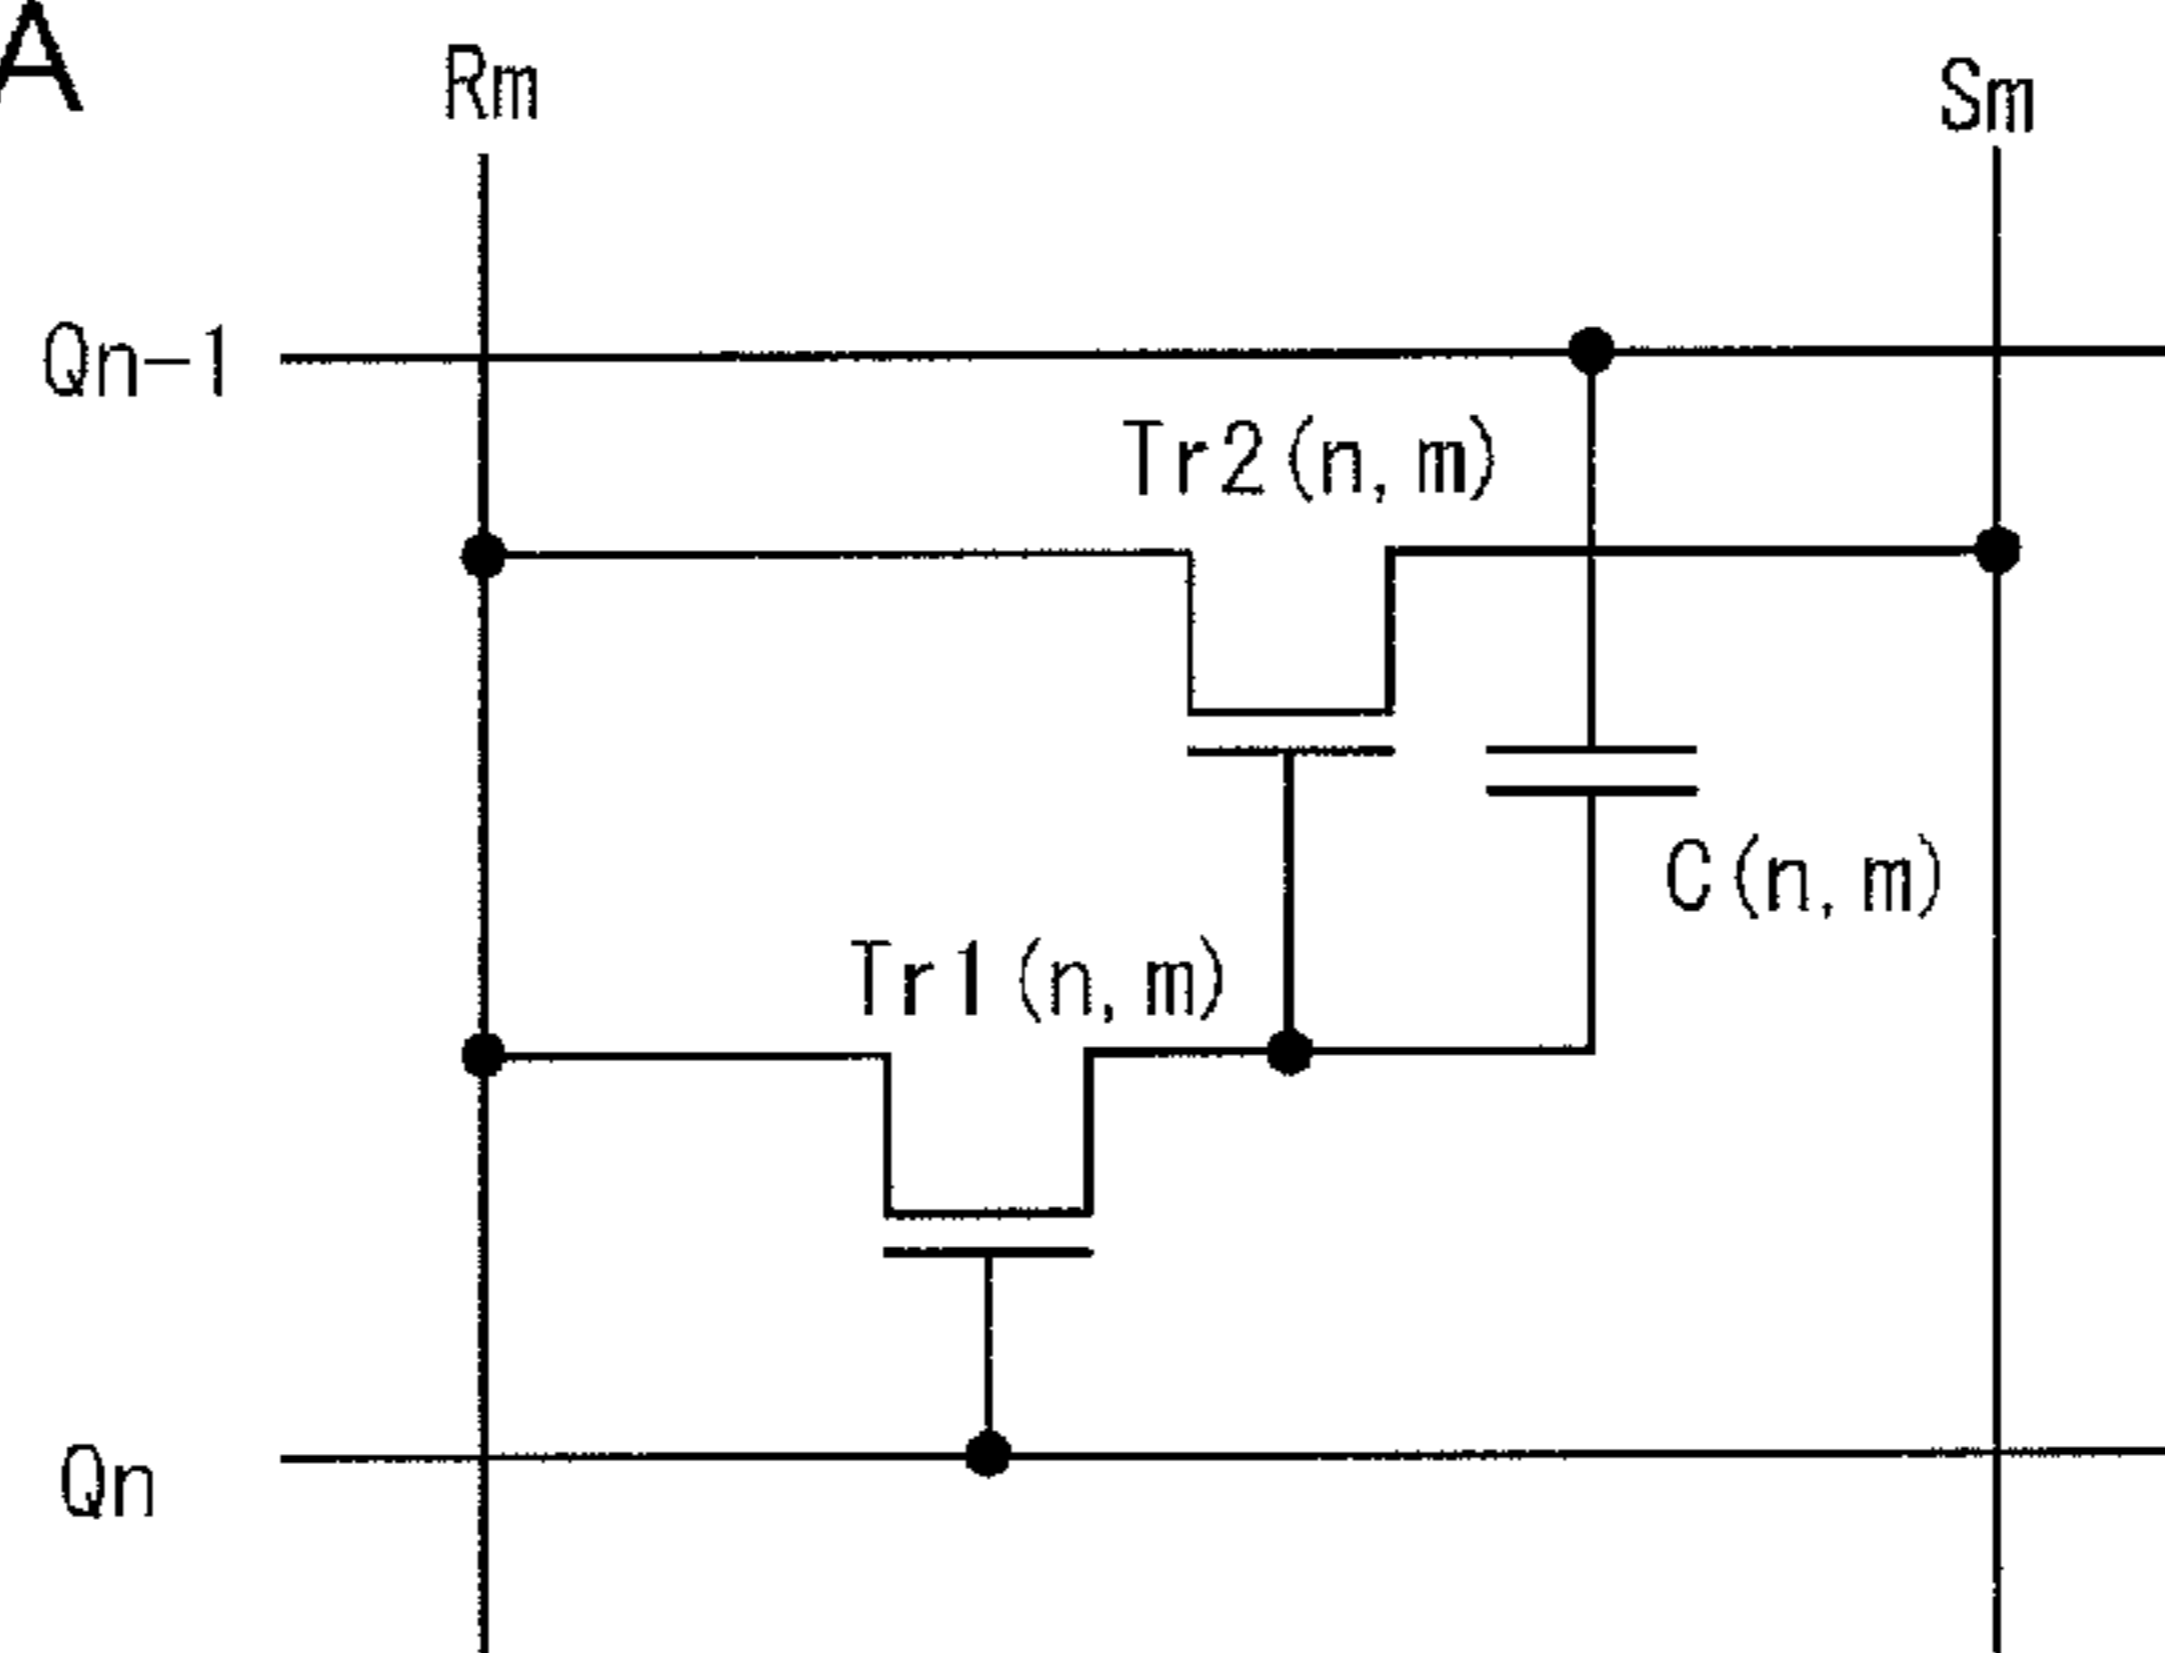 A
Rm
Sm
Qn-1
Tr2(n,m)
C(n,m)
Tr1(n,m)
Qn